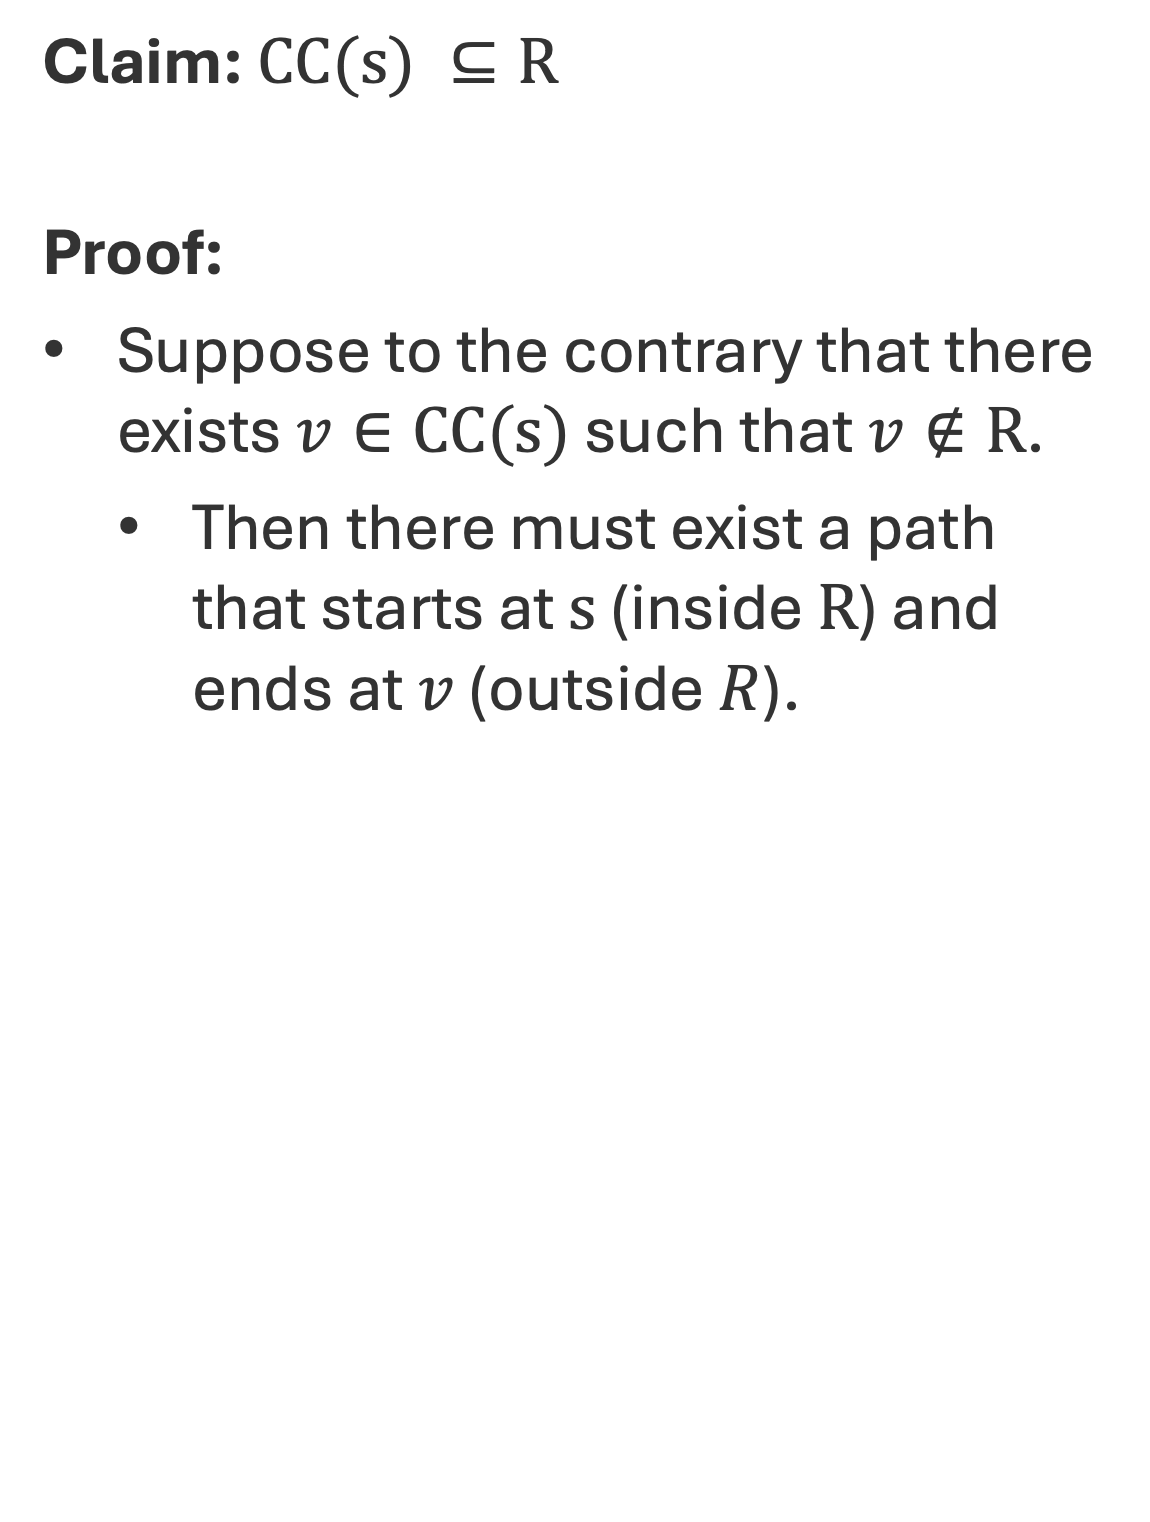 Claim: CC(s) ⊆ R
Proof:
• Suppose to the contrary that there
exists 𝑣 ∈ CC(s) such that 𝑣 ∉ R.
• Then there must exist a path
that starts at s (inside R) and
ends at 𝑣 (outside 𝑅).